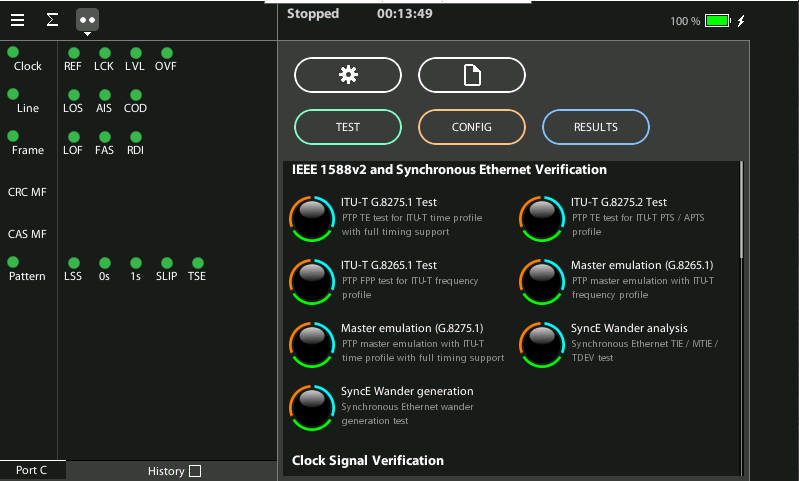 Stopped 00:13:49
100 %
Clock REF LCK LVL OVF
Line LOS AIS COD
Frame LOF FAS RDI
CRC MF
CAS MF
Pattern LSS 0s 1s SLIP TSE
Port C History
TEST CONFIG RESULTS
IEEE 1588v2 and Synchronous Ethernet Verification
ITU-T G.8275.1 Test
PTP TE test for ITU-T time profile
with full timing support
ITU-T G.8275.2 Test
PTP TE test for ITU-T PTS / APTS
profile
ITU-T G.8265.1 Test
PTP FPP test for ITU-T frequency
profile
Master emulation (G.8265.1)
PTP master emulation with ITU-T
frequency profile
Master emulation (G.8275.1)
PTP master emulation with ITU-T
time profile with full timing support
SyncE Wander analysis
Synchronous Ethernet TIE / MTIE /
TDEV test
SyncE Wander generation
Synchronous Ethernet wander
generation test
Clock Signal Verification